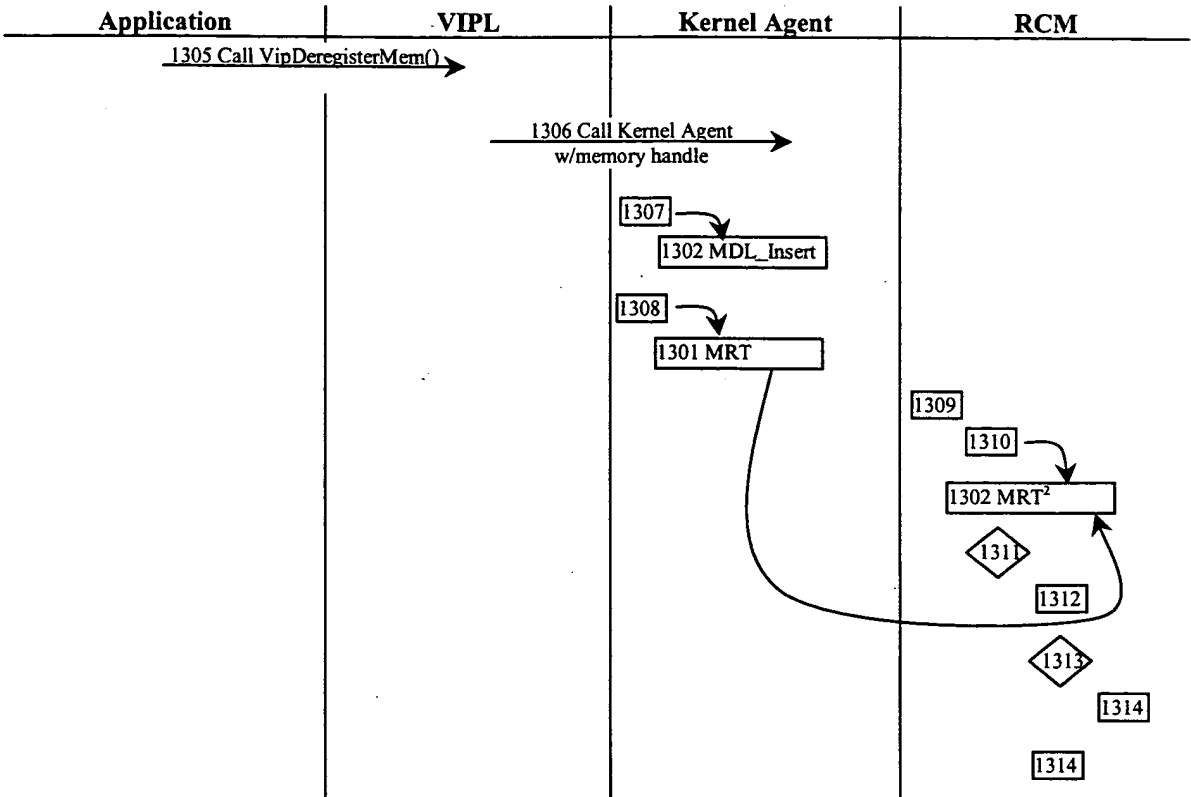 Application VIPL Kernel Agent RCM
1305 Call VipDeregisterMem()
1306 Call Kernel Agent
w/memory handle
1307
1302 MDL_Insert
1308
1301 MRT
1309
1310
1302 MRT²
1311
1312
1313
1314
1314